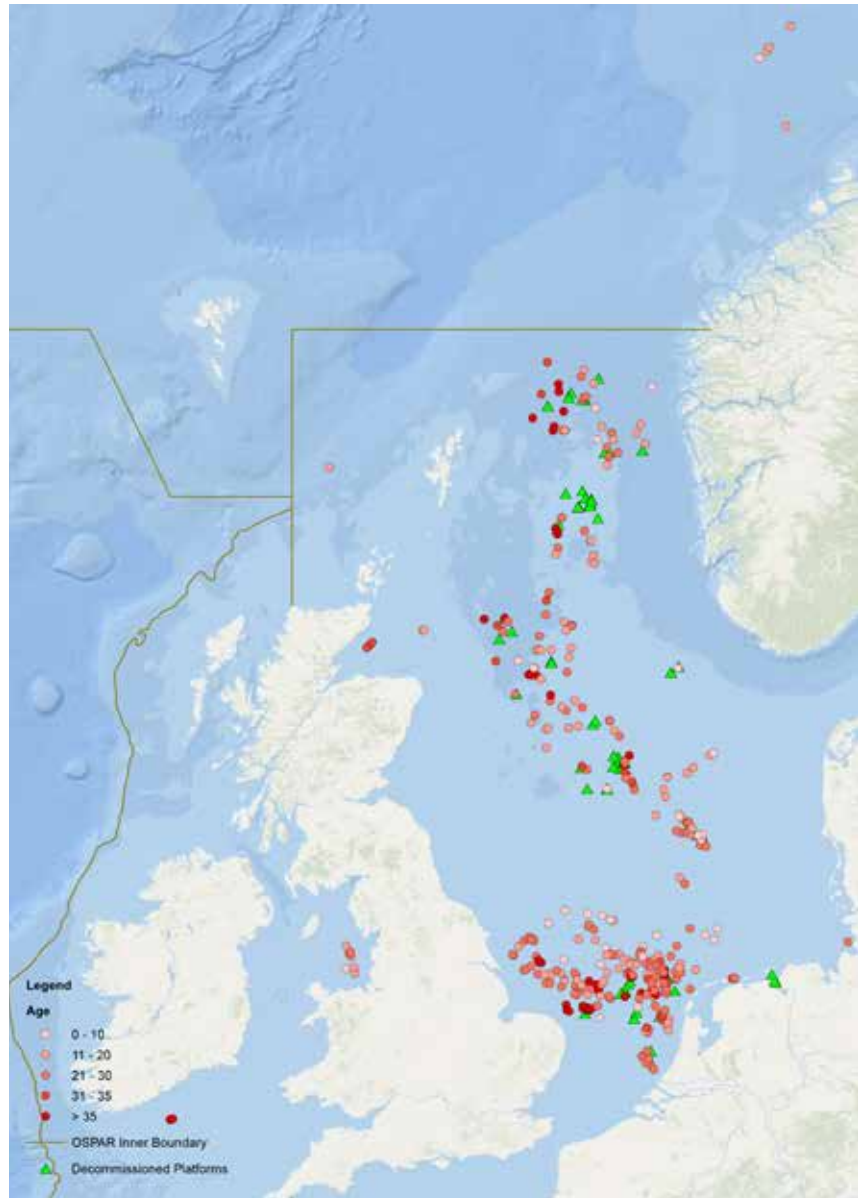 Legend
Age
0 - 10
11 - 20
21 - 30
31 - 35
> 35
OSPAR Inner Boundary
Decommissioned Platforms